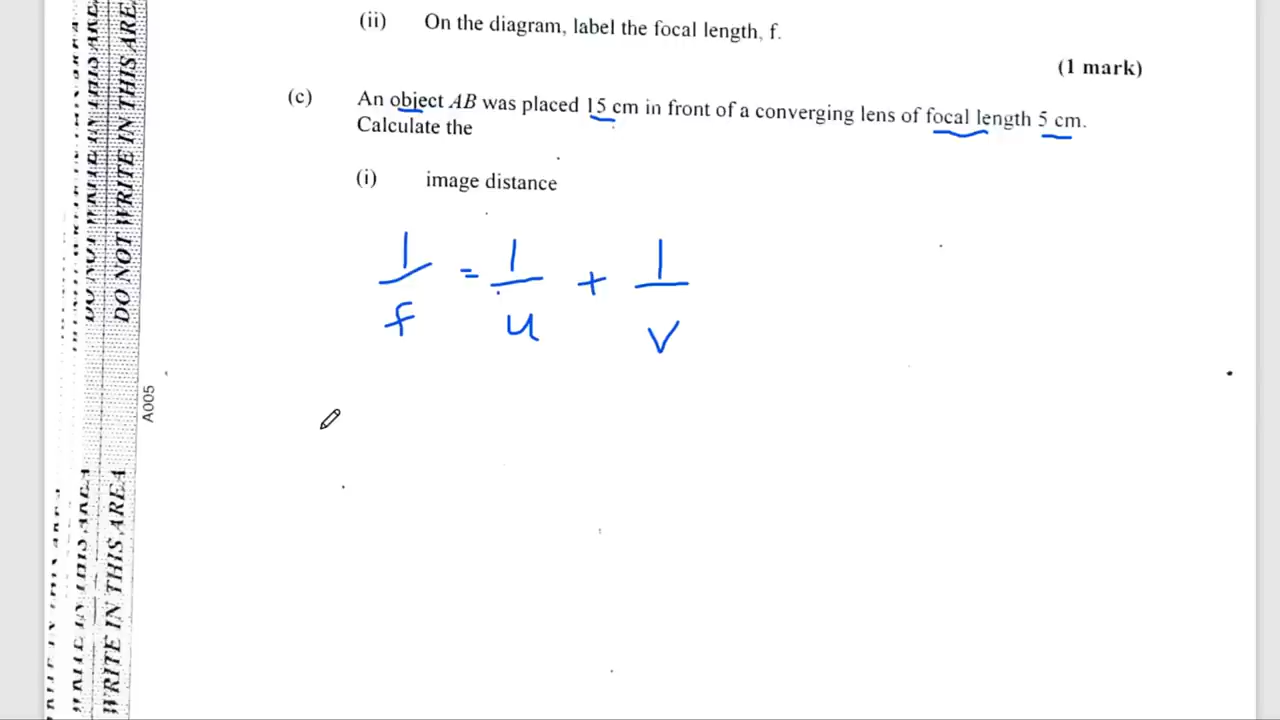 (ii) On the diagram, label the focal length, f.
(1 mark)
(c) An object AB was placed 15 cm in front of a converging lens of focal length 5 cm.
Calculate the
(i) image distance
1/f = 1/u + 1/v
A005
DO NOT WRITE IN THIS AREA
WRITE IN THIS AREA